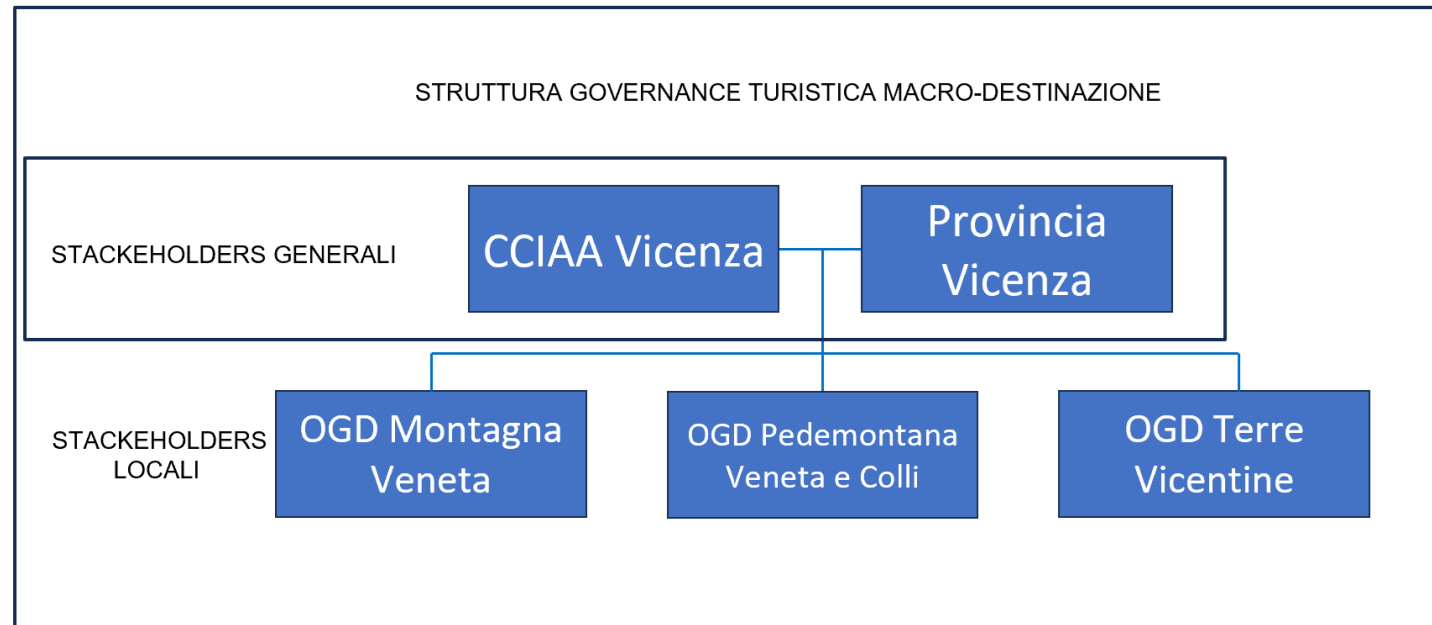 STRUTTURA GOVERNANCE TURISTICA MACRO-DESTINAZIONE
STACKEHOLDERS GENERALI
CCIAA Vicenza
Provincia
Vicenza
STACKEHOLDERS
LOCALI
OGD Montagna
Veneta
OGD Pedemontana
Veneta e Colli
OGD Terre
Vicentine